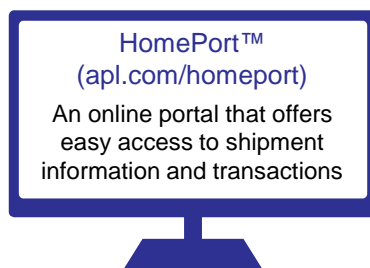 HomePort™
(apl.com/homeport)
An online portal that offers
easy access to shipment
information and transactions